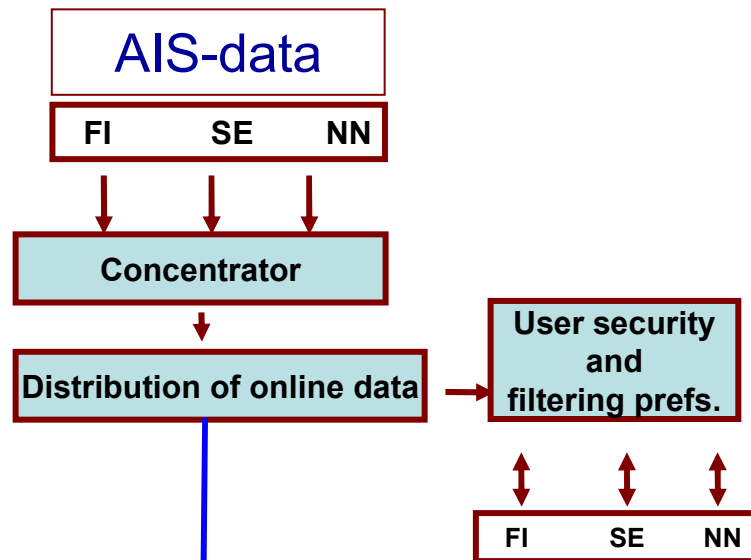 AIS-data
FI SE NN
Concentrator
Distribution of online data
User security
and
filtering prefs.
FI SE NN